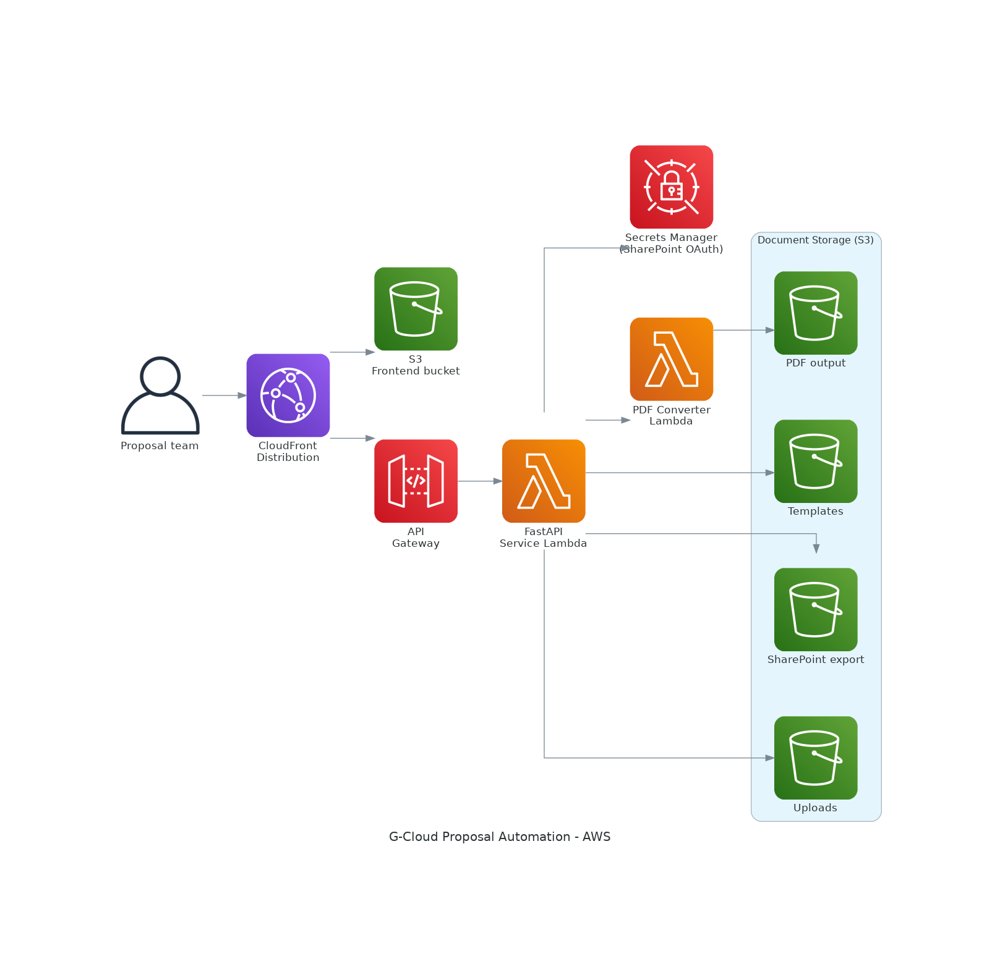 Secrets Manager
(SharePoint OAuth)
Document Storage (S3)
S3
Frontend bucket
PDF output
PDF Converter
Lambda
Proposal team
CloudFront
Distribution
API
Gateway
FastAPI
Service Lambda
Templates
SharePoint export
Uploads
G-Cloud Proposal Automation - AWS